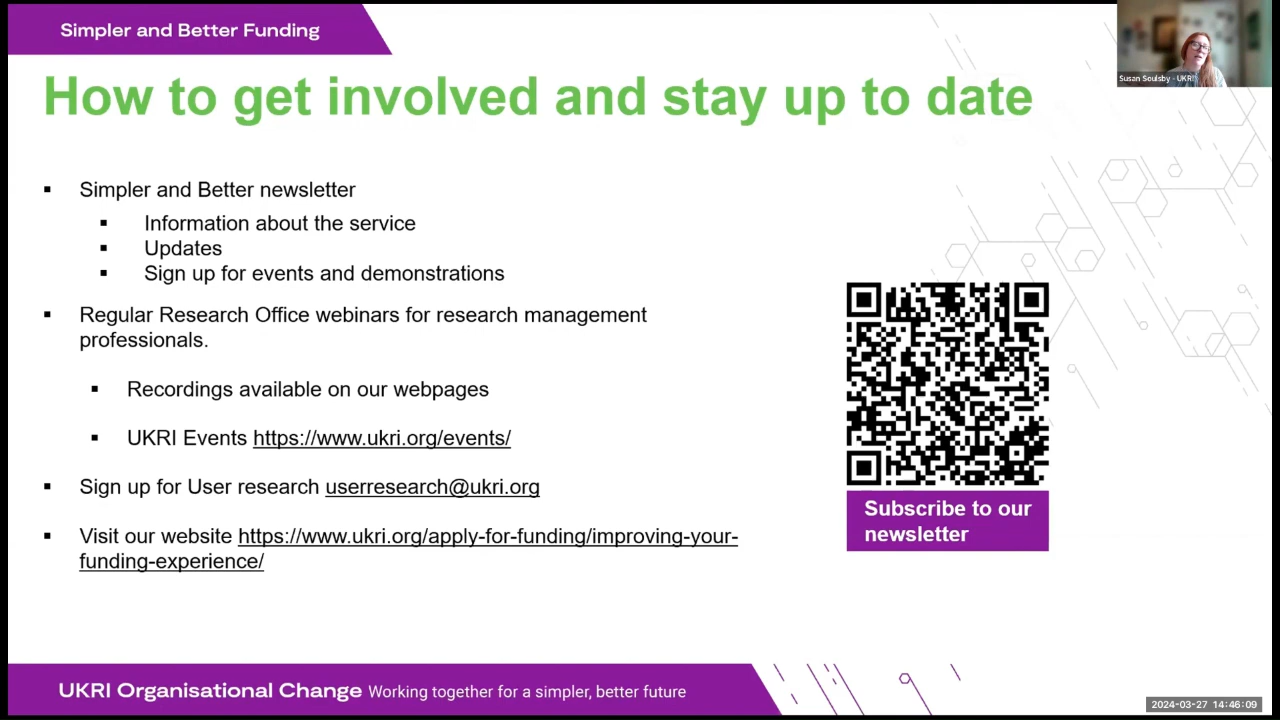 Simpler and Better Funding
Susan Soulsby - UKRI
How to get involved and stay up to date
▪ Simpler and Better newsletter
▪ Information about the service
▪ Updates
▪ Sign up for events and demonstrations
▪ Regular Research Office webinars for research management
professionals.
▪ Recordings available on our webpages
▪ UKRI Events https://www.ukri.org/events/
▪ Sign up for User research userresearch@ukri.org
▪ Visit our website https://www.ukri.org/apply-for-funding/improving-your-
funding-experience/
Subscribe to our
newsletter
UKRI Organisational Change Working together for a simpler, better future
2024-03-27 14:46:09